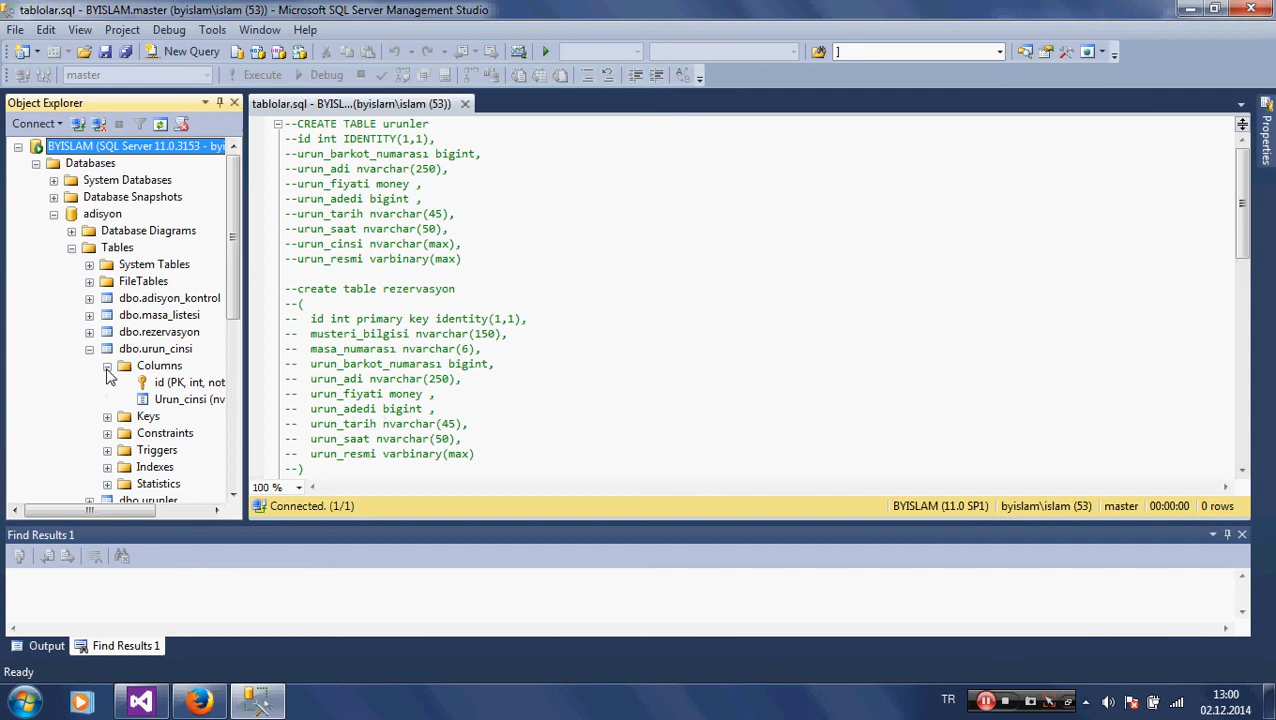 tablolar.sql - BYISLAM.master (byislam\islam (53)) - Microsoft SQL Server Management Studio
File Edit View Project Debug Tools Window Help
New Query ]
master Execute Debug
Object Explorer
Connect
BYISLAM (SQL Server 11.0.3153 - byi
Databases
System Databases
Database Snapshots
adisyon
Database Diagrams
Tables
System Tables
FileTables
dbo.adisyon_kontrol
dbo.masa_listesi
dbo.rezervasyon
dbo.urun_cinsi
Columns
id (PK, int, not
Urun_cinsi (nv
Keys
Constraints
Triggers
Indexes
Statistics
dbo.urunler
tablolar.sql - BYISL...(byislam\islam (53))
--CREATE TABLE urunler
--id int IDENTITY(1,1),
--urun_barkot_numarası bigint,
--urun_adi nvarchar(250),
--urun_fiyati money ,
--urun_adedi bigint ,
--urun_tarih nvarchar(45),
--urun_saat nvarchar(50),
--urun_cinsi nvarchar(max),
--urun_resmi varbinary(max)
--create table rezervasyon
--(
-- id int primary key identity(1,1),
-- musteri_bilgisi nvarchar(150),
-- masa_numarası nvarchar(6),
-- urun_barkot_numarası bigint,
-- urun_adi nvarchar(250),
-- urun_fiyati money ,
-- urun_adedi bigint ,
-- urun_tarih nvarchar(45),
-- urun_saat nvarchar(50),
-- urun_resmi varbinary(max)
--)
100 %
Connected. (1/1) BYISLAM (11.0 SP1) byislam\islam (53) master 00:00:00 0 rows
Properties
Find Results 1
Output Find Results 1
Ready
TR 13:00
02.12.2014